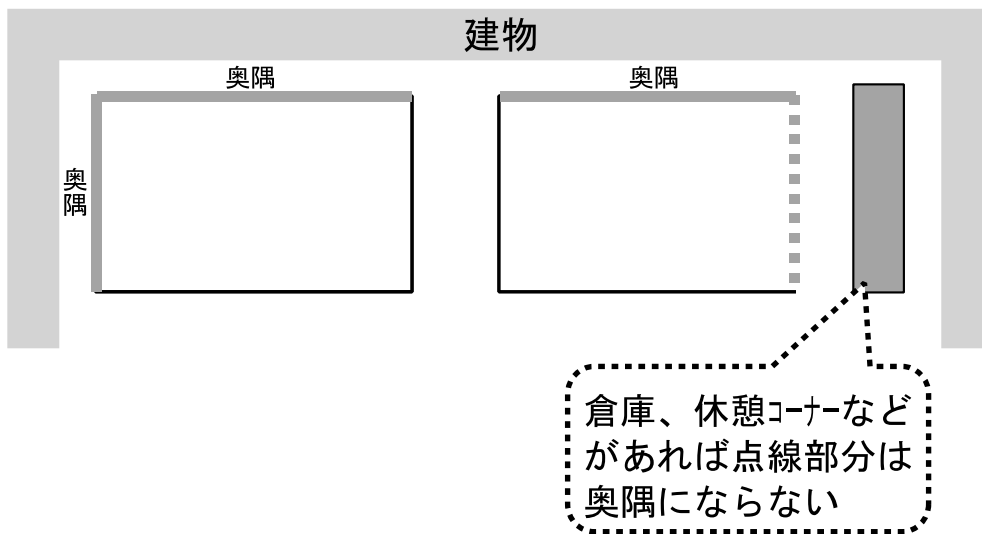 建物
奥隅
奥隅
奥隅
倉庫、休憩ｺｰﾅｰなど
があれば点線部分は
奥隅にならない